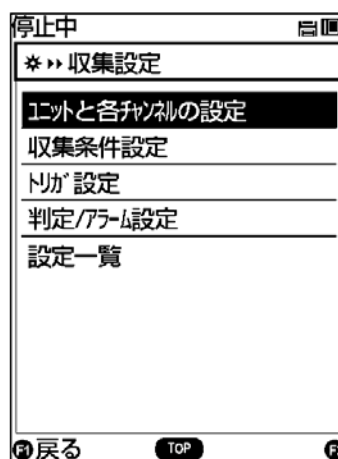 停止中
収集設定
ユニットと各チャンネルの設定
収集条件設定
トリガ設定
判定/アラーム設定
設定一覧
F1 戻る TOP F